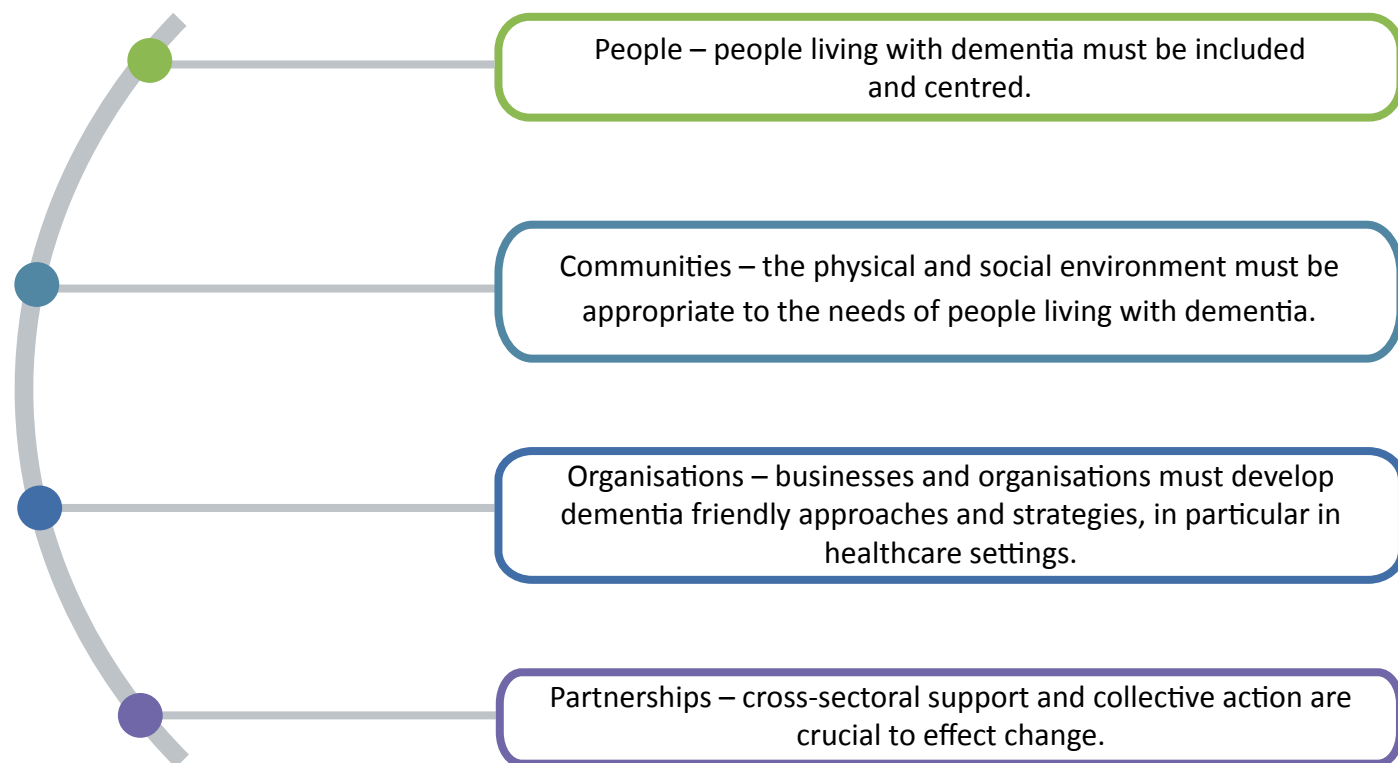 People – people living with dementia must be included
and centred.
Communities – the physical and social environment must be
appropriate to the needs of people living with dementia.
Organisations – businesses and organisations must develop
dementia friendly approaches and strategies, in particular in
healthcare settings.
Partnerships – cross-sectoral support and collective action are
crucial to effect change.